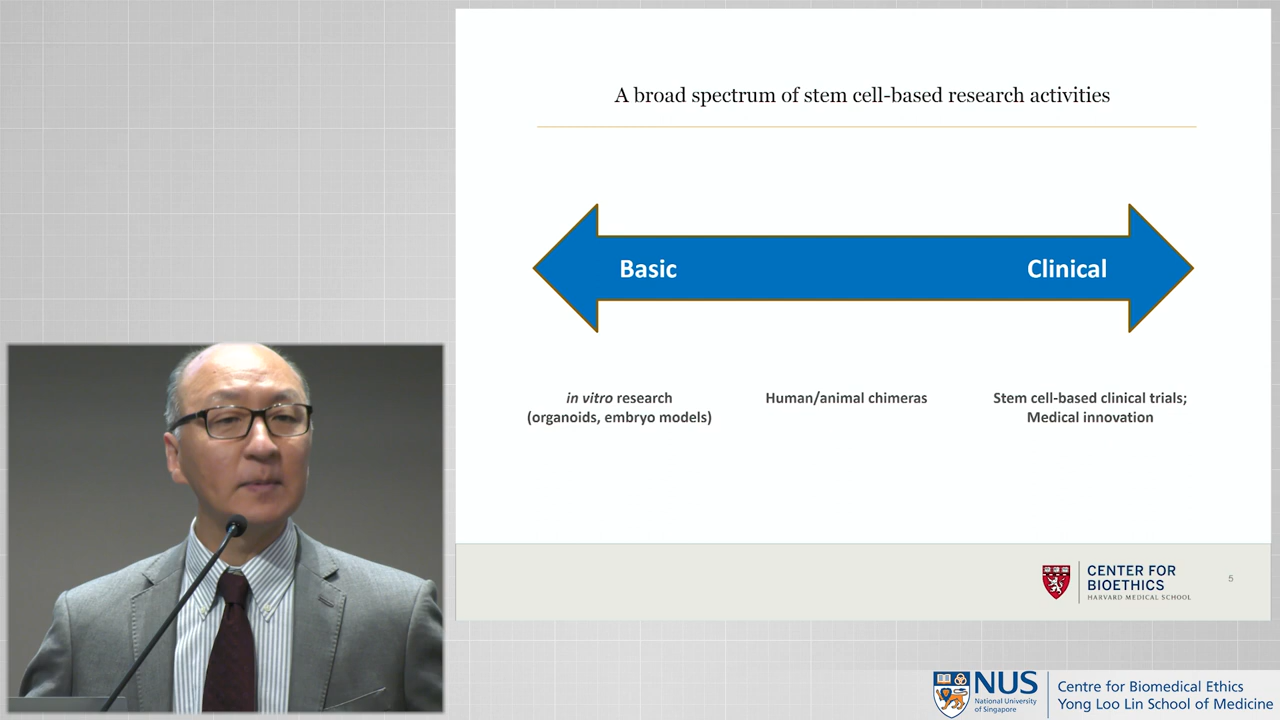 A broad spectrum of stem cell-based research activities
Basic
Clinical
in vitro research
(organoids, embryo models)
Human/animal chimeras
Stem cell-based clinical trials;
Medical innovation
CENTER FOR
BIOETHICS
HARVARD MEDICAL SCHOOL
5
NUS
National University
of Singapore
Centre for Biomedical Ethics
Yong Loo Lin School of Medicine